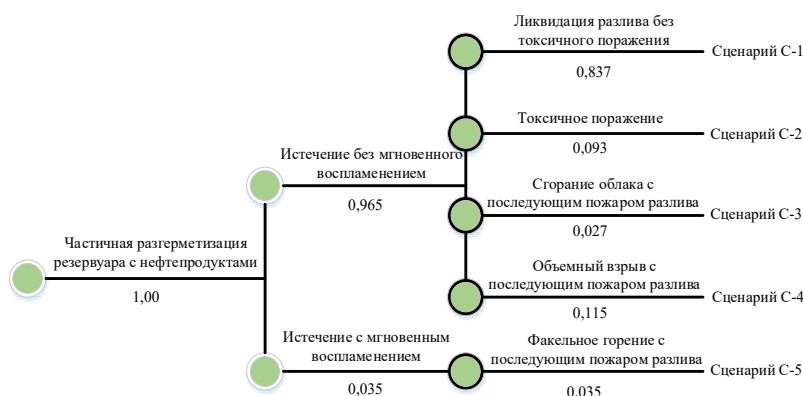 Ликвидация разлива без
токсичного поражения
Сценарий С-1
0,837
Токсичное поражение
Сценарий С-2
0,093
Истечение без мгновенного
воспламенением
0,965
Сгорание облака с
последующим пожаром разлива
Сценарий С-3
0,027
Частичная разгерметизация
резервуара с нефтепродуктами
1,00
Объемный взрыв с
последующим пожаром разлива
Сценарий С-4
0,115
Истечение с мгновенным
воспламенением
0,035
Факельное горение с
последующим пожаром разлива
Сценарий С-5
0,035